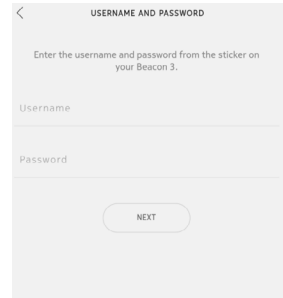 USERNAME AND PASSWORD
Enter the username and password from the sticker on
your Beacon 3.
Username
Password
NEXT